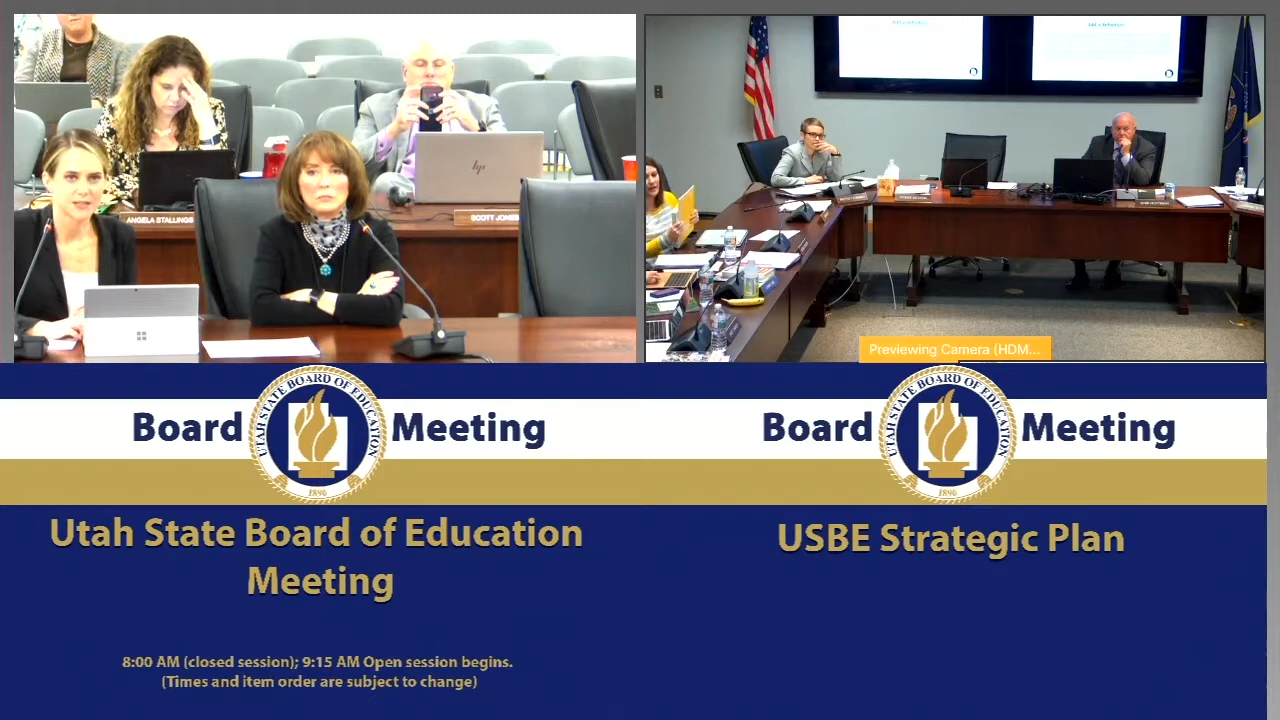 ANGELA STALLINGS
SCOTT JONES
hp
Previewing Camera (HDM...
Board
Meeting
UTAH STATE BOARD OF EDUCATION
1896
Board
Meeting
UTAH STATE BOARD OF EDUCATION
1896
Utah State Board of Education
Meeting
USBE Strategic Plan
8:00 AM (closed session); 9:15 AM Open session begins.
(Times and item order are subject to change)